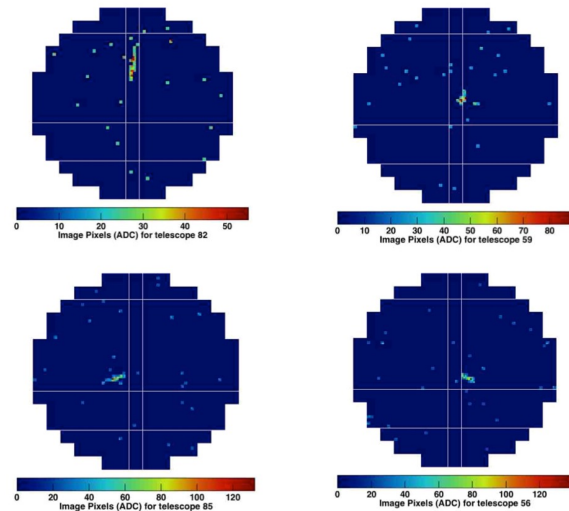 0 10 20 30 40 50
Image Pixels (ADC) for telescope 82
0 10 20 30 40 50 60 70 80
Image Pixels (ADC) for telescope 59
0 20 40 60 80 100 120
Image Pixels (ADC) for telescope 85
0 20 40 60 80 100 120
Image Pixels (ADC) for telescope 56